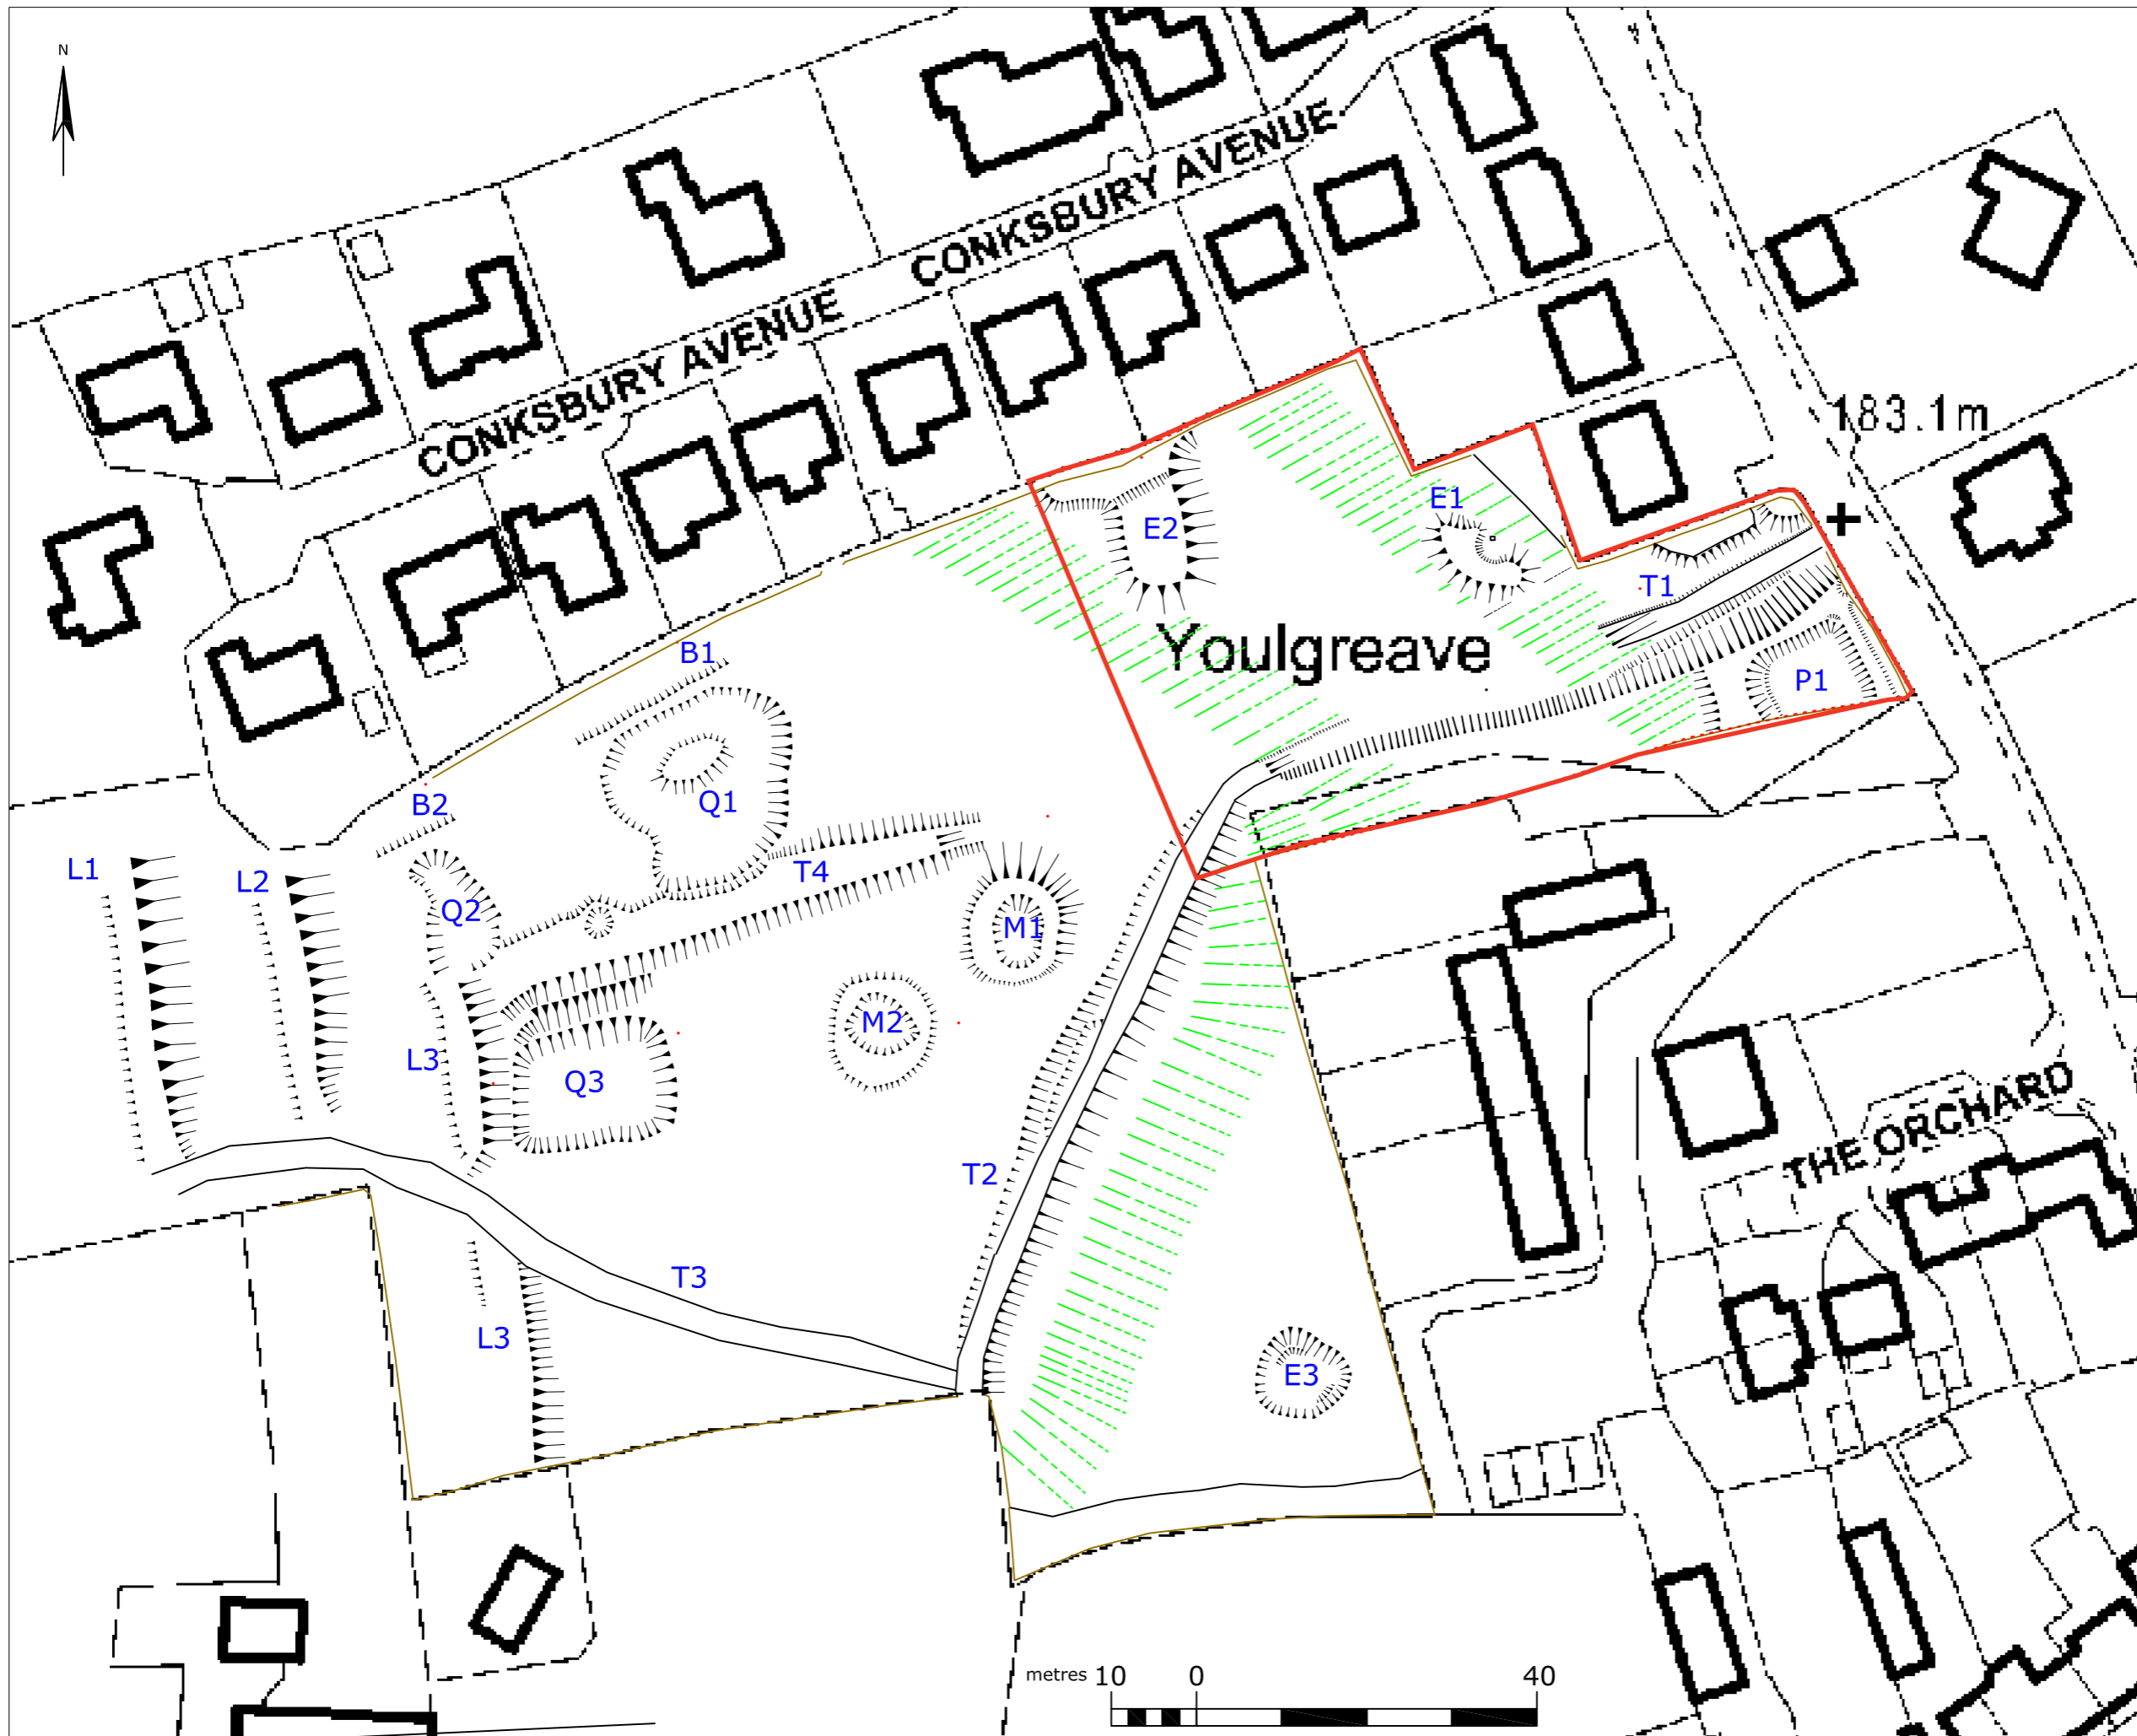 N
CONKSBURY AVENUE
CONKSBURY AVENUE
183.1m
E1
E2
T1
Youlgreave
B1
P1
B2
Q1
L1
L2
T4
Q2
M1
M2
L3
Q3
THE ORCHARD
T2
T3
L3
E3
metres 10 0 40